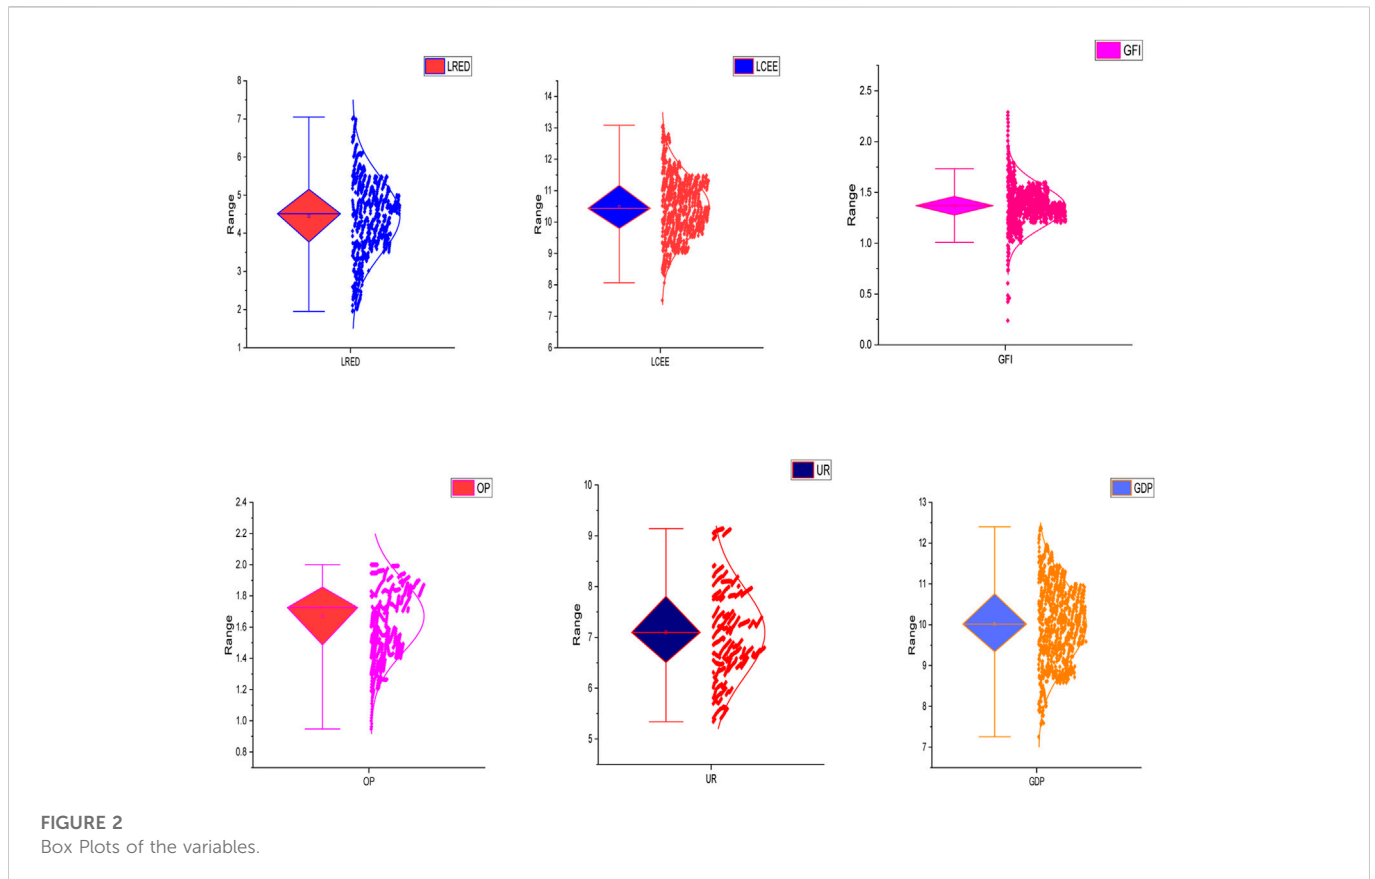 LRED
8
7
6
5
4
3
2
1
Range
LRED
LCEE
14
13
12
11
10
9
8
7
6
Range
LCEE
GFI
2.5
2.0
1.5
1.0
0.5
0.0
Range
GFI
OP
2.4
2.2
2.0
1.8
1.6
1.4
1.2
1.0
0.8
Range
OP
UR
10
9
8
7
6
5
Range
UR
GDP
13
12
11
10
9
8
7
Range
GDP
FIGURE 2
Box Plots of the variables.